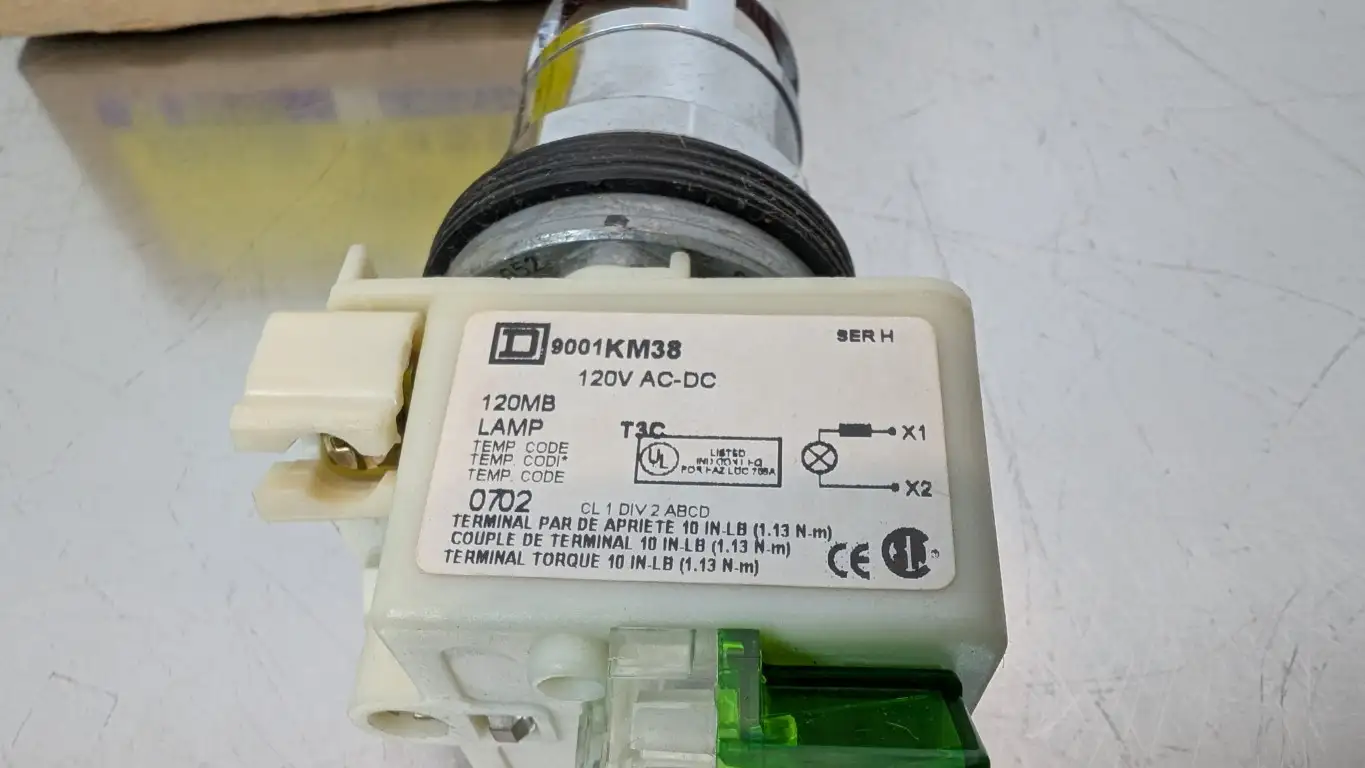 9001KM38
SER H
120V AC-DC
120MB
LAMP
T3C
TEMP. CODE
TEMP. CODI*
TEMP. CODE
UL
LISTED
X1
X2
0702
CL 1 DIV 2 ABCD
TERMINAL PAR DE APRIETE 10 IN-LB (1.13 N-m)
COUPLE DE TERMINAL 10 IN-LB (1.13 N-m)
TERMINAL TORQUE 10 IN-LB (1.13 N-m)
CE